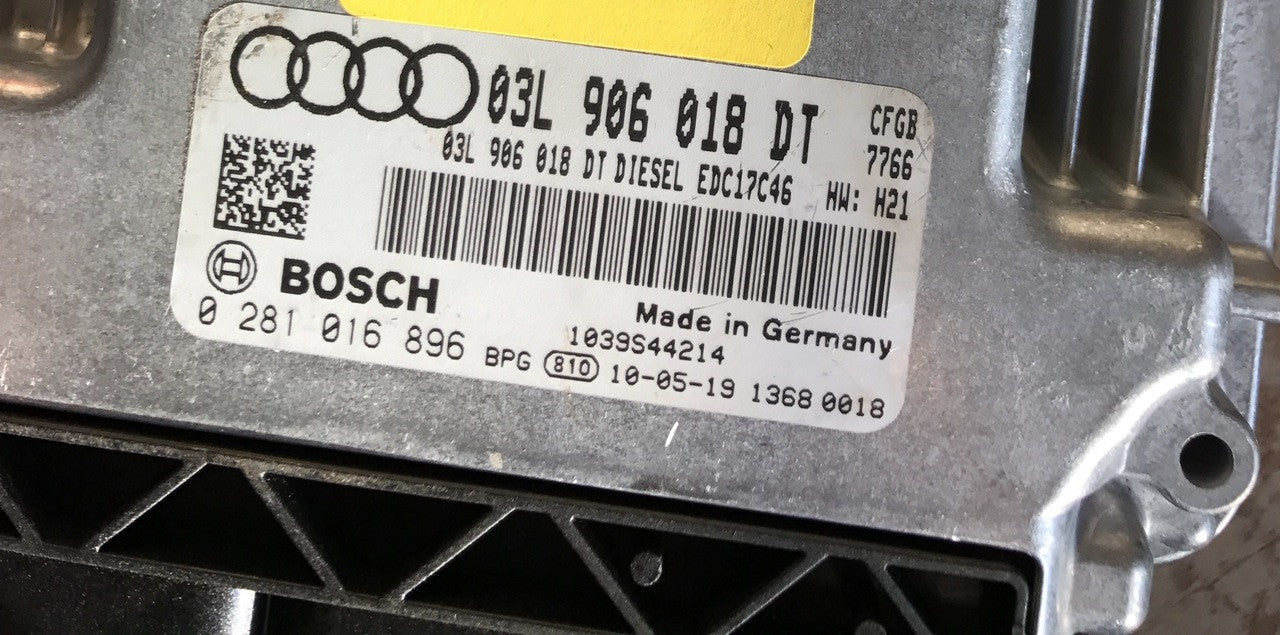 03L 906 018 DT CFGB
7766
03L 906 018 DT DIESEL EDC17C46 HW: H21
BOSCH
Made in Germany
0 281 016 896 1039S44214
BPG 810 10-05-19 1368 0018